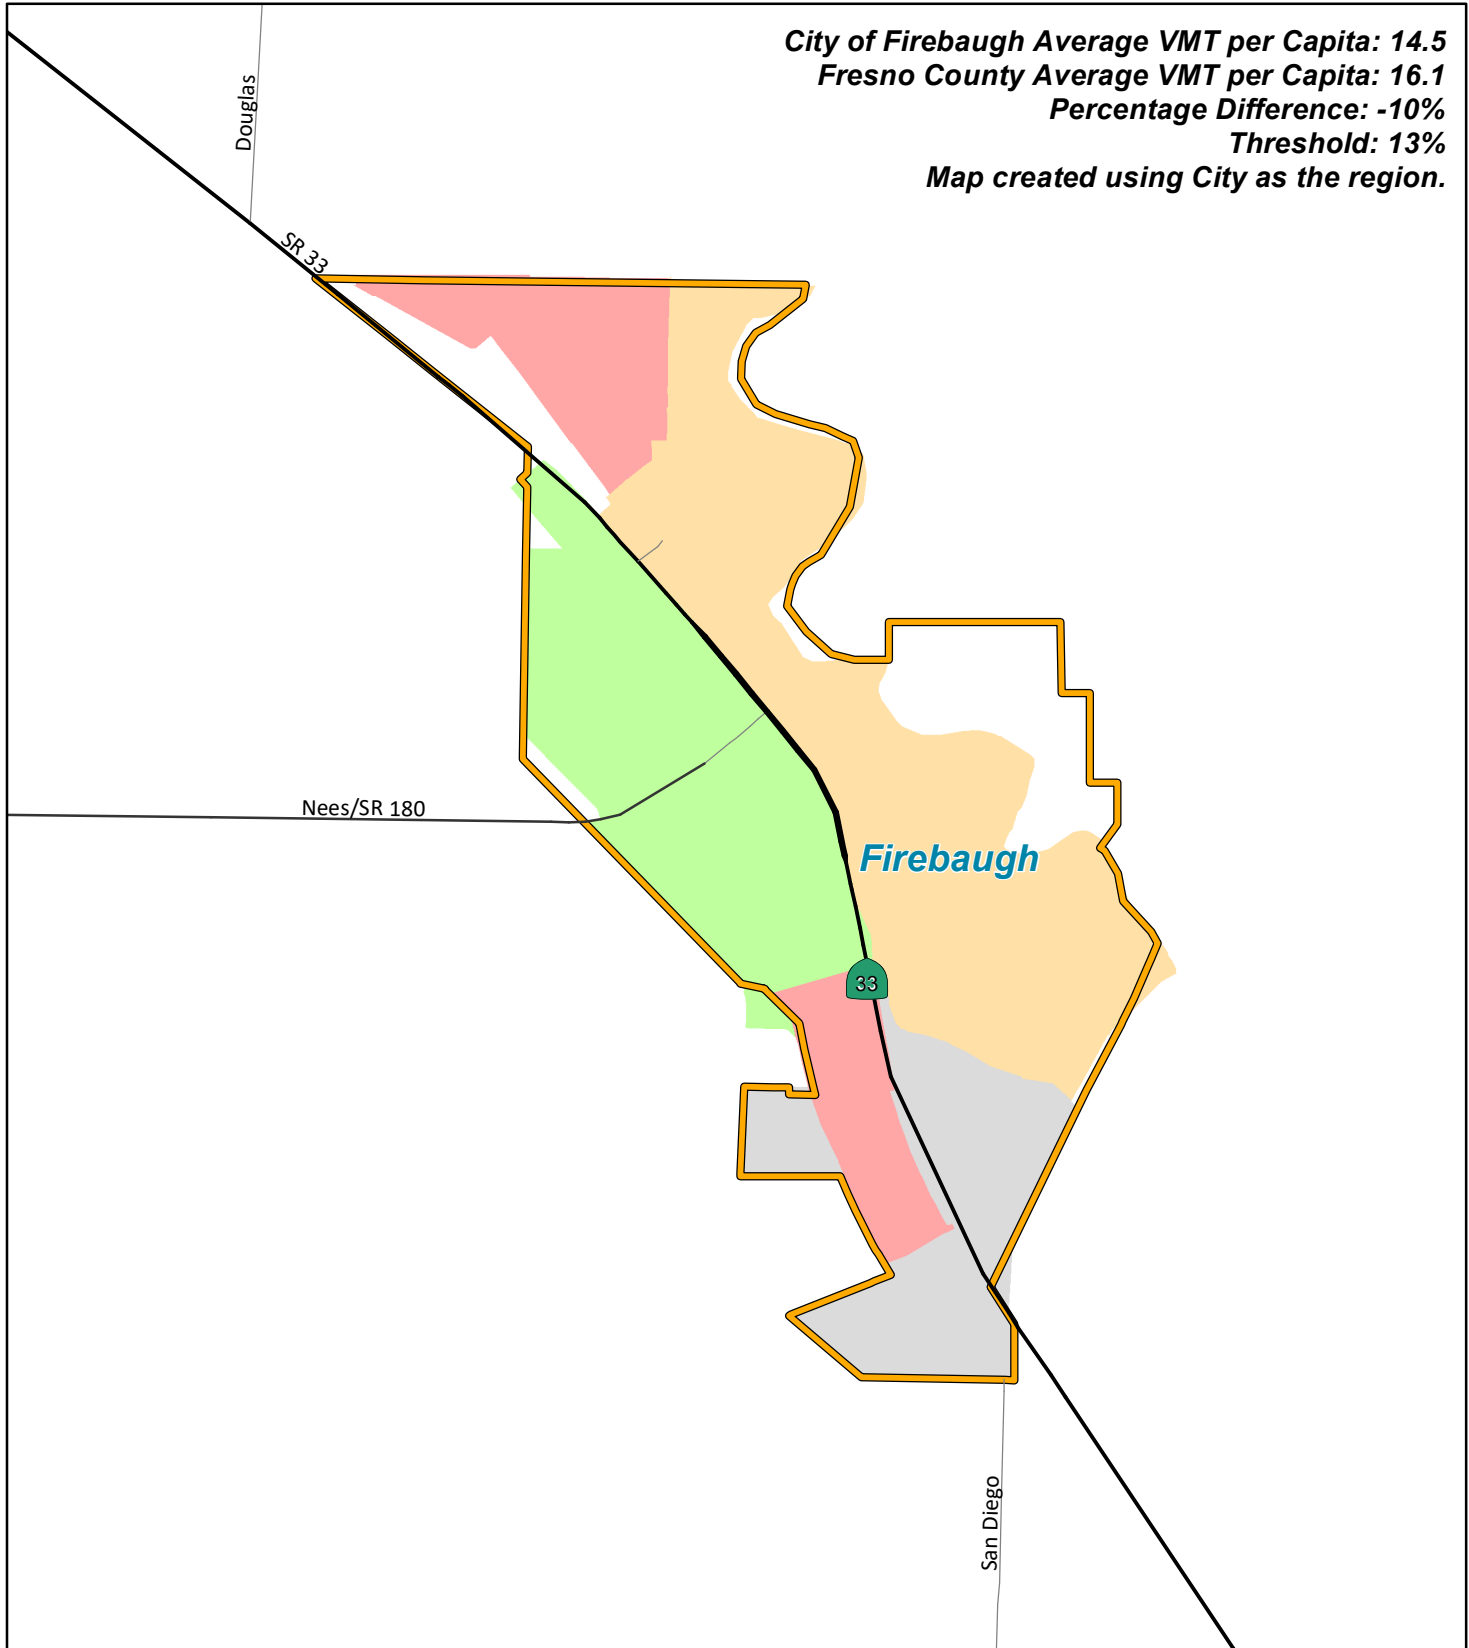 City of Firebaugh Average VMT per Capita: 14.5
Fresno County Average VMT per Capita: 16.1
Percentage Difference: -10%
Threshold: 13%
Map created using City as the region.
Douglas
SR 33
Nees/SR 180
Firebaugh
33
San Diego